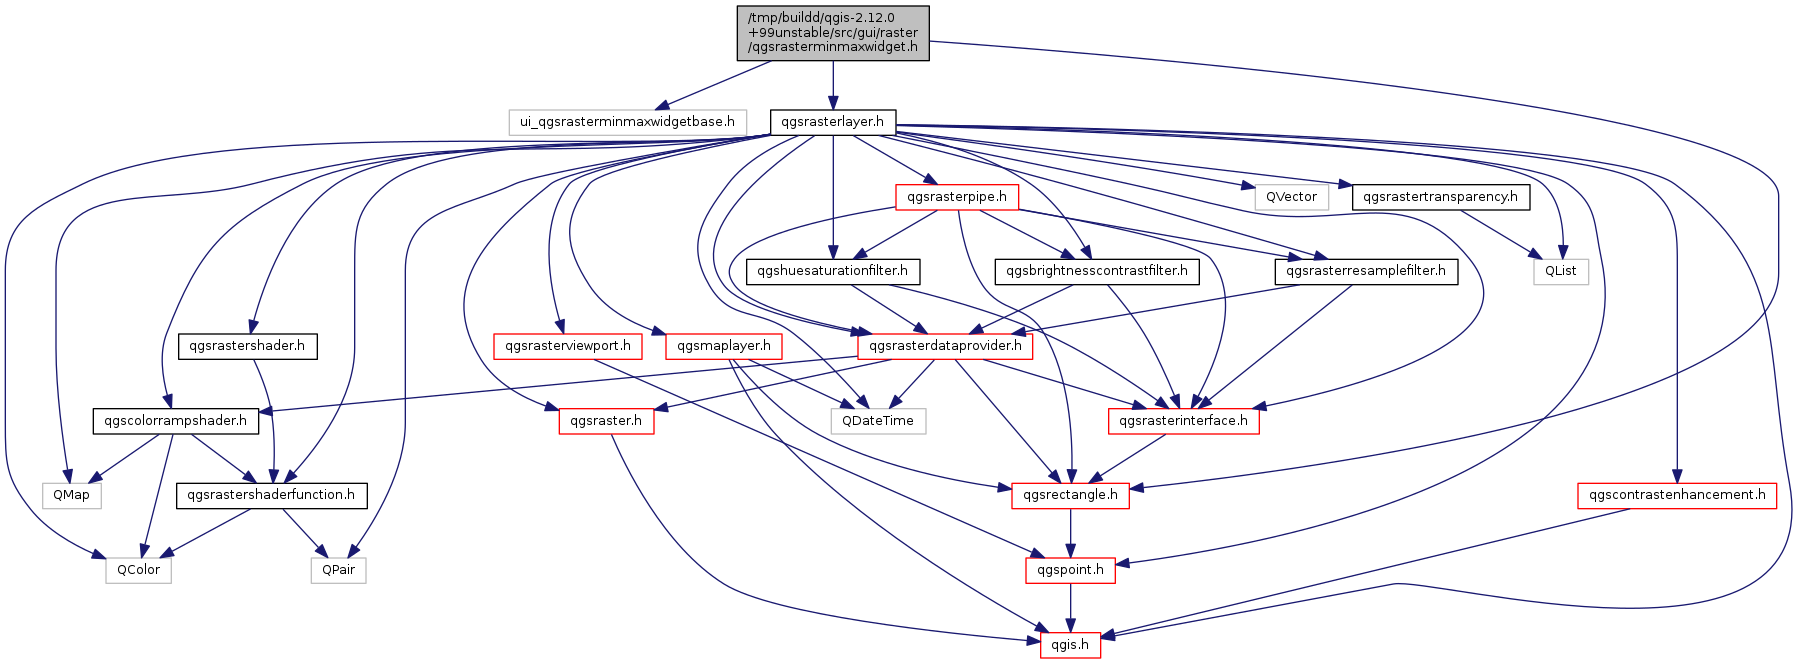 /tmp/buildd/qgis-2.12.0
+99unstable/src/gui/raster
/qgsrasterminmaxwidget.h
ui_qgsrasterminmaxwidgetbase.h
qgsrasterlayer.h
qgsrasterpipe.h
QVector
qgsrastertransparency.h
qgshuesaturationfilter.h
qgsbrightnesscontrastfilter.h
qgsrasterresamplefilter.h
QList
qgsrastershader.h
qgsrasterviewport.h
qgsmaplayer.h
qgsrasterdataprovider.h
qgscolorrampshader.h
qgsraster.h
QDateTime
qgsrasterinterface.h
QMap
qgsrastershaderfunction.h
qgsrectangle.h
qgscontrastenhancement.h
QColor
QPair
qgspoint.h
qgis.h